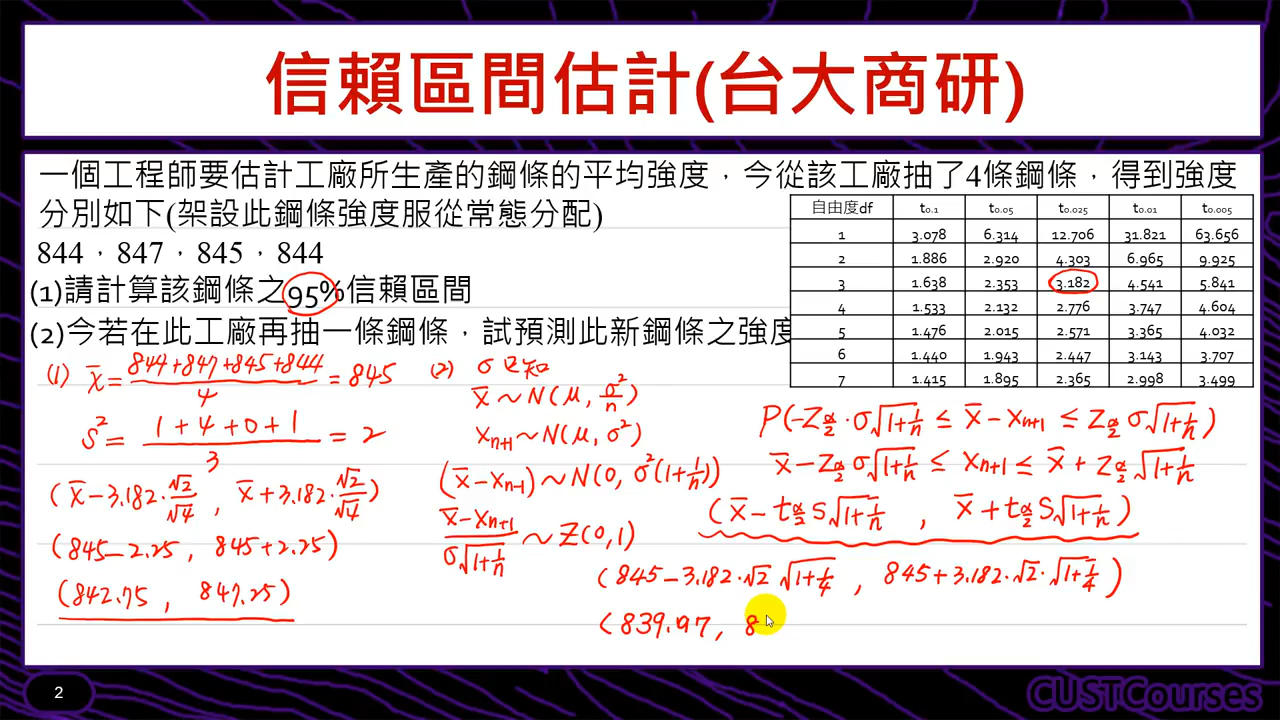 信賴區間估計(台大商研)
一個工程師要估計工廠所生產的鋼條的平均強度，今從該工廠抽了4條鋼條，得到強度
分別如下(架設此鋼條強度服從常態分配)
844，847，845，844
(1)請計算該鋼條之95%信賴區間
(2)今若在此工廠再抽一條鋼條，試預測此新鋼條之強度
自由度df t₀.₁ t₀.₀₅ t₀.₀₂₅ t₀.₀₁ t₀.₀₀₅
1 3.078 6.314 12.706 31.821 63.656
2 1.886 2.920 4.303 6.965 9.925
3 1.638 2.353 3.182 4.541 5.841
4 1.533 2.132 2.776 3.747 4.604
5 1.476 2.015 2.571 3.365 4.032
6 1.440 1.943 2.447 3.143 3.707
7 1.415 1.895 2.365 2.998 3.499
(1) x̄ = (844+847+845+844)/4 = 845
S² = (1+4+0+1)/3 = 2
(x̄ - 3.182·√2/√4 , x̄ + 3.182·√2/√4)
(845-2.25, 845+2.25)
(842.75, 847.25)
(2) σ已知
x̄ ~ N(μ, σ²/n)
xₙ₊₁ ~ N(μ, σ²)
(x̄ - xₙ₋₁) ~ N(0, σ²(1+1/n))
(x̄ - xₙ₊₁)/(σ√(1+1/n)) ~ Z(0,1)
P(-Z_α/2·σ√(1+1/n) ≤ x̄ - xₙ₊₁ ≤ Z_α/2 σ√(1+1/n))
x̄ - Z_α/2 σ√(1+1/n) ≤ xₙ₊₁ ≤ x̄ + Z_α/2 √(1+1/n)
(x̄ - t_α/2 S√(1+1/n) , x̄ + t_α/2 S√(1+1/n))
(845 - 3.182·√2 √(1+1/4) , 845 + 3.182·√2·√(1+1/4))
(839.97, 8
2
CUSTCourses